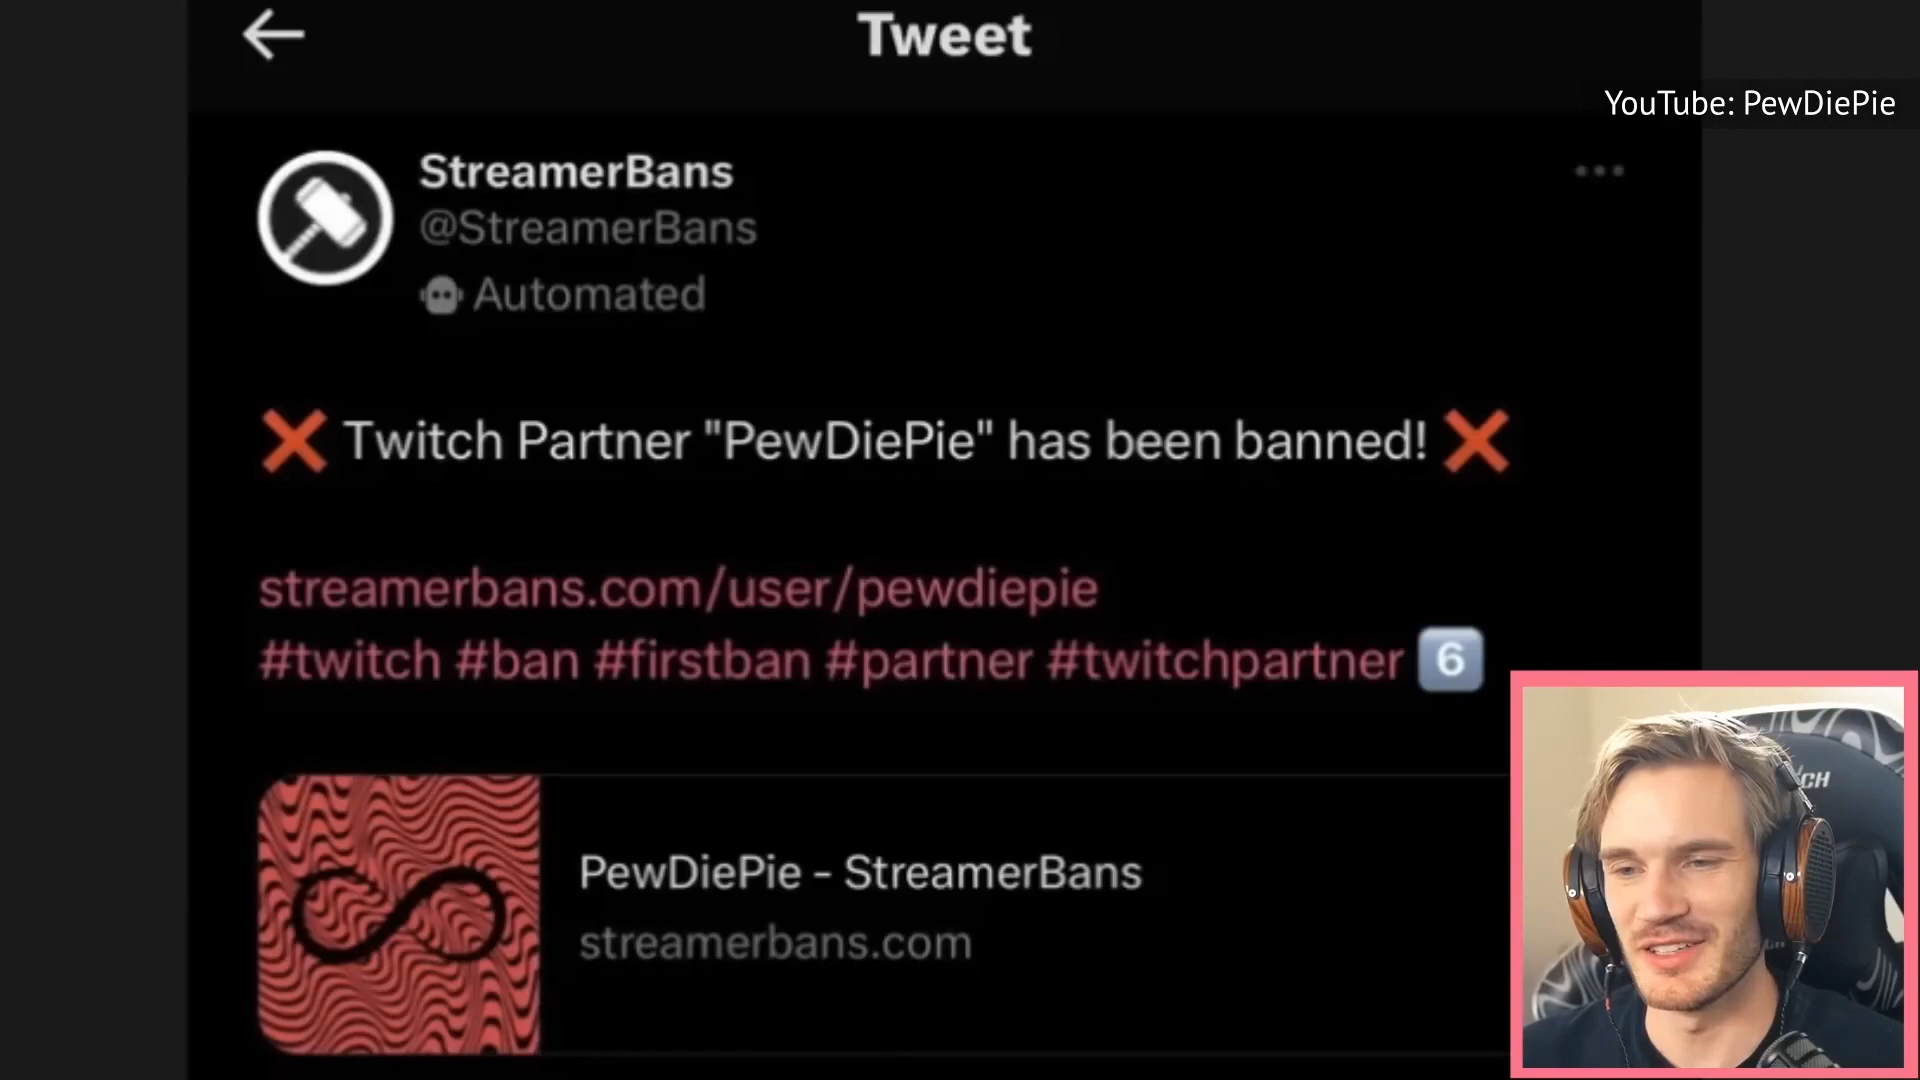 Tweet
YouTube: PewDiePie
StreamerBans
@StreamerBans
Automated
❌ Twitch Partner "PewDiePie" has been banned! ❌
streamerbans.com/user/pewdiepie
#twitch #ban #firstban #partner #twitchpartner 6️⃣
PewDiePie - StreamerBans
streamerbans.com